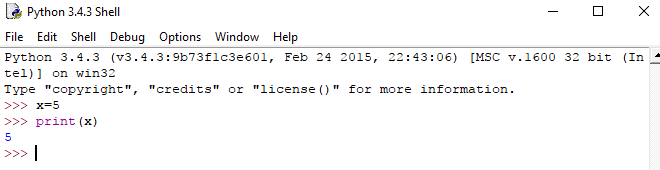 Python 3.4.3 Shell
File Edit Shell Debug Options Window Help
Python 3.4.3 (v3.4.3:9b73f1c3e601, Feb 24 2015, 22:43:06) [MSC v.1600 32 bit (In
tel)] on win32
Type "copyright", "credits" or "license()" for more information.
>>> x=5
>>> print(x)
5
>>>